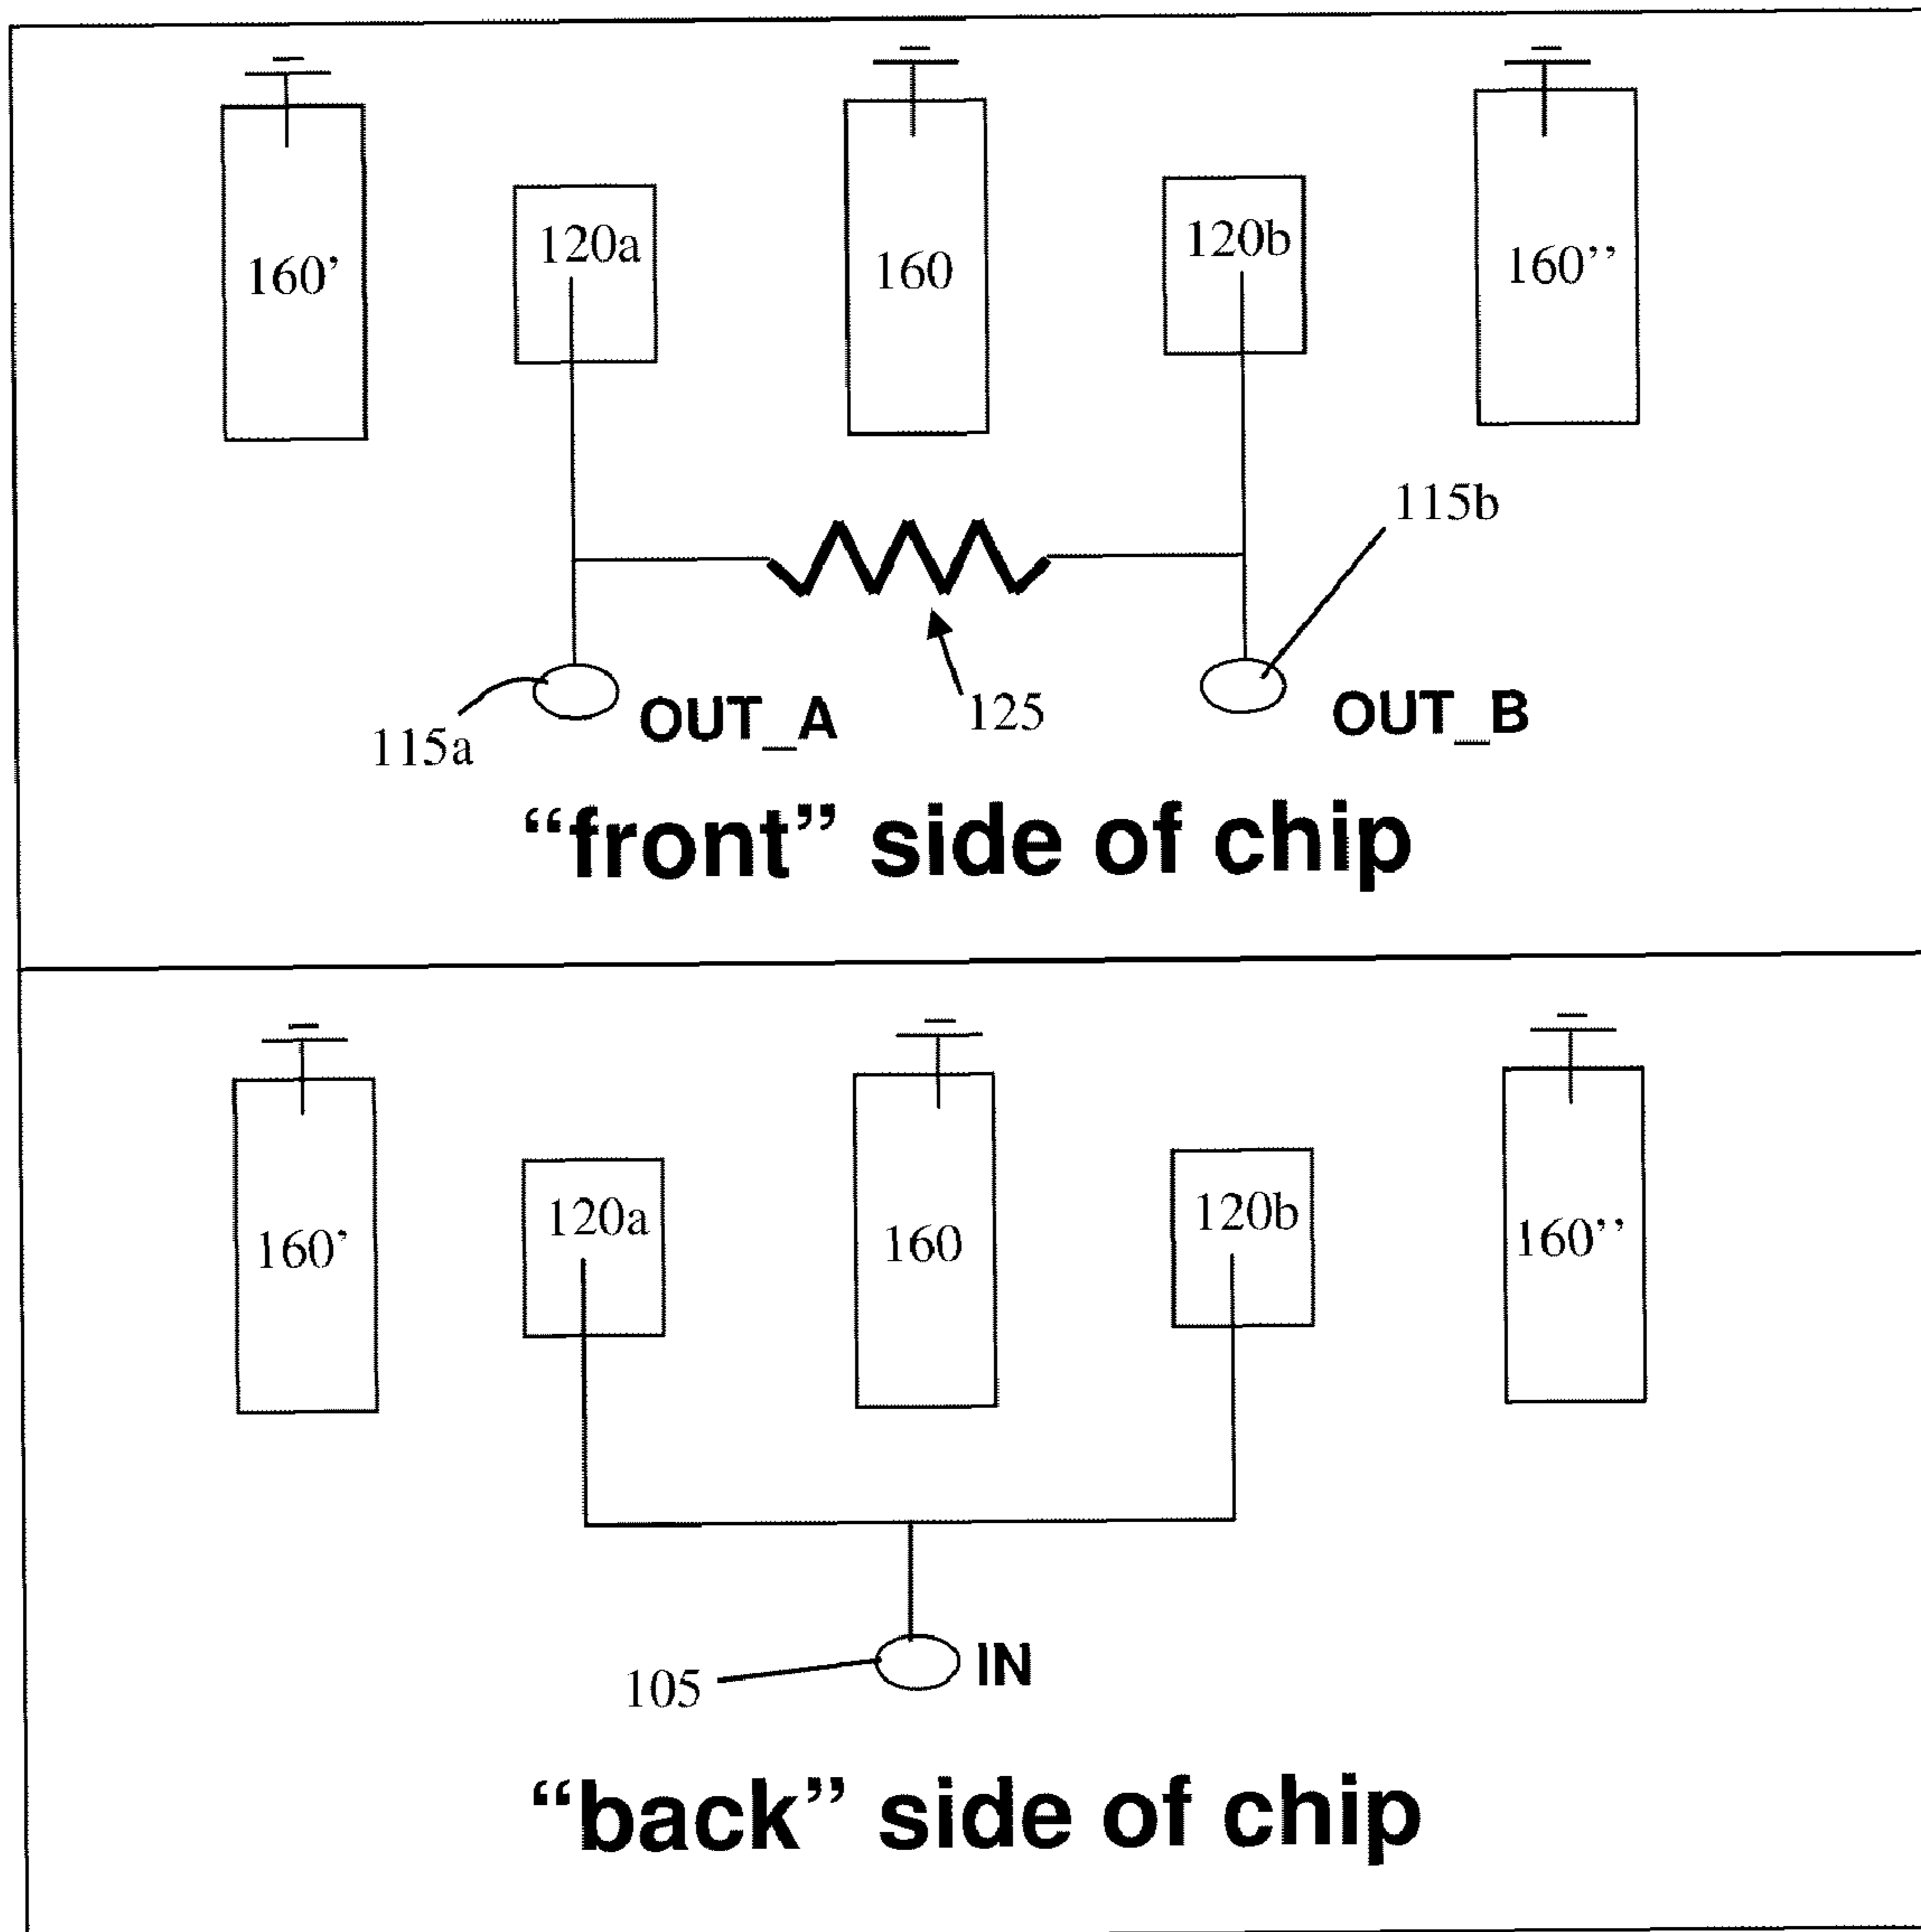 160’
120a
160
120b
160’’
115b
115a
OUT_A
125
OUT_B
“front” side of chip
160’
120a
160
120b
160’’
105
IN
“back” side of chip